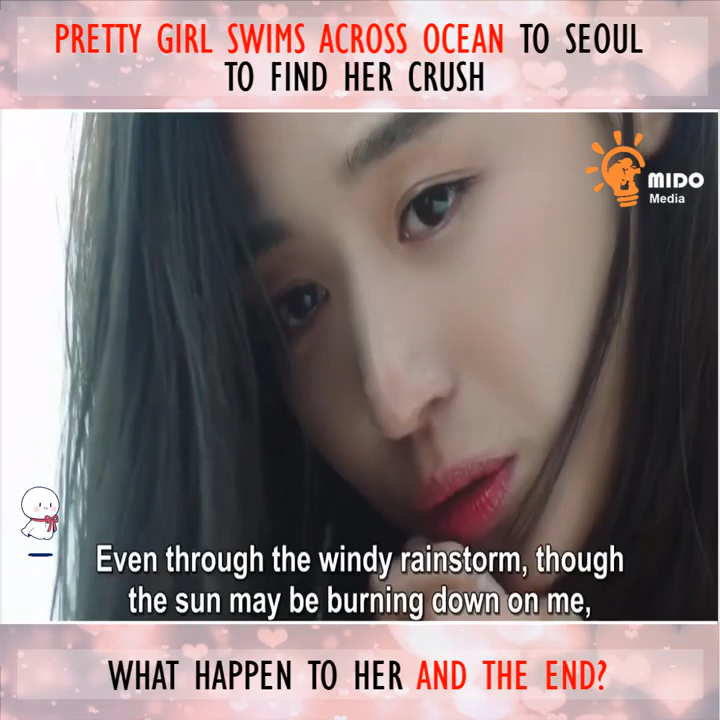 PRETTY GIRL SWIMS ACROSS OCEAN TO SEOUL
TO FIND HER CRUSH
MIDO
Media
Even through the windy rainstorm, though
the sun may be burning down on me,
WHAT HAPPEN TO HER AND THE END?